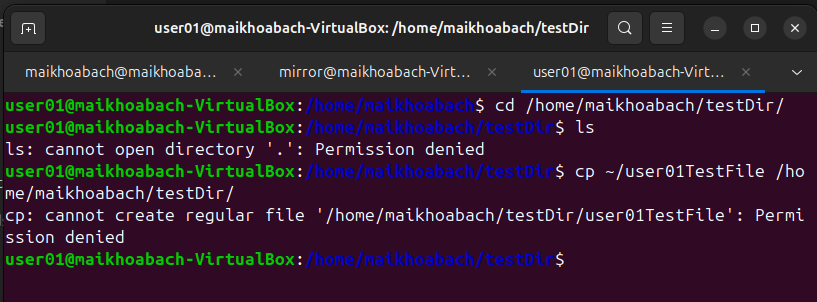 user01@maikhoabach-VirtualBox: /home/maikhoabach/testDir
maikhoabach@maikhoaba...
mirror@maikhoabach-Virt...
user01@maikhoabach-Virt...
user01@maikhoabach-VirtualBox:/home/maikhoabach$ cd /home/maikhoabach/testDir/
user01@maikhoabach-VirtualBox:/home/maikhoabach/testDir$ ls
ls: cannot open directory '.': Permission denied
user01@maikhoabach-VirtualBox:/home/maikhoabach/testDir$ cp ~/user01TestFile /ho
me/maikhoabach/testDir/
cp: cannot create regular file '/home/maikhoabach/testDir/user01TestFile': Permi
ssion denied
user01@maikhoabach-VirtualBox:/home/maikhoabach/testDir$